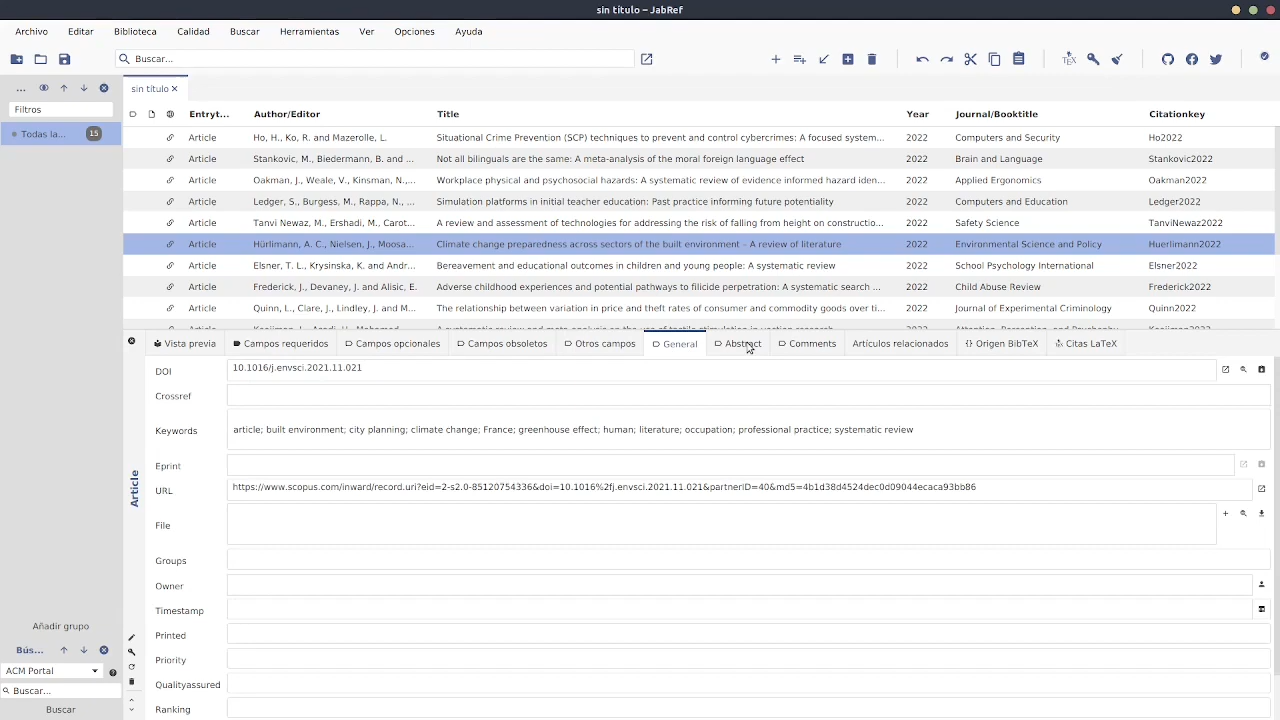 sin titulo – JabRef
Archivo Editar Biblioteca Calidad Buscar Herramientas Ver Opciones Ayuda
Buscar...
...
Filtros
Todas la... 15
sin titulo
Entryt... Author/Editor Title Year Journal/Booktitle Citationkey
Article Ho, H., Ko, R. and Mazerolle, L. Situational Crime Prevention (SCP) techniques to prevent and control cybercrimes: A focused system... 2022 Computers and Security Ho2022
Article Stankovic, M., Biedermann, B. and ... Not all bilinguals are the same: A meta-analysis of the moral foreign language effect 2022 Brain and Language Stankovic2022
Article Oakman, J., Weale, V., Kinsman, N.,... Workplace physical and psychosocial hazards: A systematic review of evidence informed hazard iden... 2022 Applied Ergonomics Oakman2022
Article Ledger, S., Burgess, M., Rappa, N., ... Simulation platforms in initial teacher education: Past practice informing future potentiality 2022 Computers and Education Ledger2022
Article Tanvi Newaz, M., Ershadi, M., Carot... A review and assessment of technologies for addressing the risk of falling from height on constructio... 2022 Safety Science TanviNewaz2022
Article Hürlimann, A. C., Nielsen, J., Moosa... Climate change preparedness across sectors of the built environment – A review of literature 2022 Environmental Science and Policy Huerlimann2022
Article Elsner, T. L., Krysinska, K. and Andr... Bereavement and educational outcomes in children and young people: A systematic review 2022 School Psychology International Elsner2022
Article Frederick, J., Devaney, J. and Alisic, E. Adverse childhood experiences and potential pathways to filicide perpetration: A systematic search ... 2022 Child Abuse Review Frederick2022
Article Quinn, L., Clare, J., Lindley, J. and M... The relationship between variation in price and theft rates of consumer and commodity goods over ti... 2022 Journal of Experimental Criminology Quinn2022
Vista previa Campos requeridos Campos opcionales Campos obsoletos Otros campos General Abstract Comments Artículos relacionados Origen BibTeX Citas LaTeX
Article
DOI 10.1016/j.envsci.2021.11.021
Crossref
Keywords article; built environment; city planning; climate change; France; greenhouse effect; human; literature; occupation; professional practice; systematic review
Eprint
URL https://www.scopus.com/inward/record.uri?eid=2-s2.0-85120754336&doi=10.1016%2fj.envsci.2021.11.021&partnerID=40&md5=4b1d38d4524dec0d09044ecaca93bb86
File
Groups
Owner
Timestamp
Printed
Priority
Qualityassured
Ranking
Añadir grupo
Bús...
ACM Portal
Buscar...
Buscar